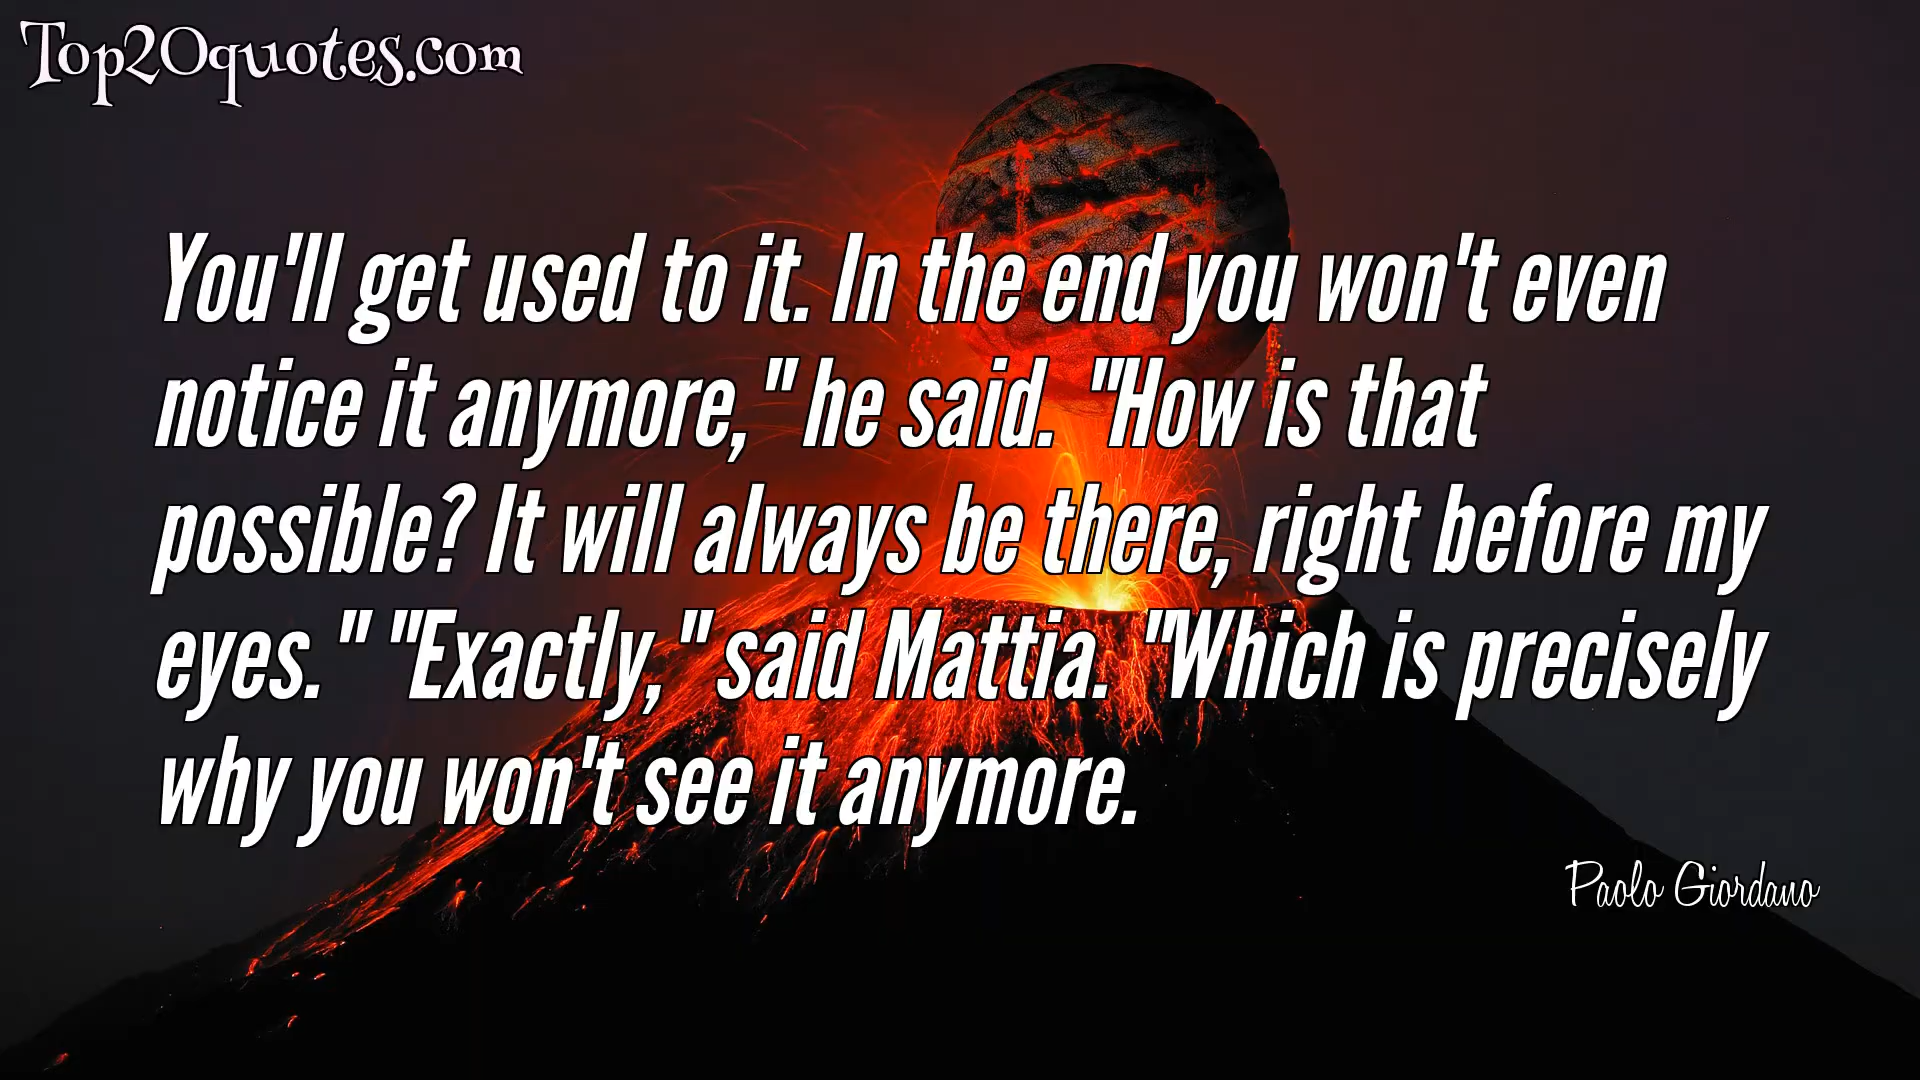 Top20quotes.com
You'll get used to it. In the end you won't even
notice it anymore," he said. "How is that
possible? It will always be there, right before my
eyes." "Exactly," said Mattia. "Which is precisely
why you won't see it anymore.
Paolo Giordano